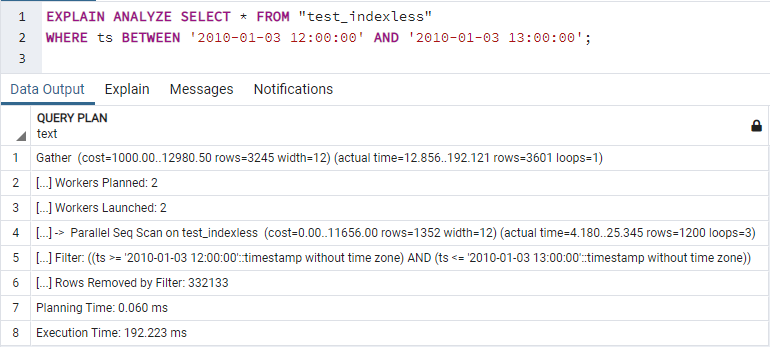 1 EXPLAIN ANALYZE SELECT * FROM "test_indexless"
2 WHERE ts BETWEEN '2010-01-03 12:00:00' AND '2010-01-03 13:00:00';
3
Data Output Explain Messages Notifications
QUERY PLAN
text
1 Gather (cost=1000.00..12980.50 rows=3245 width=12) (actual time=12.856..192.121 rows=3601 loops=1)
2 [...] Workers Planned: 2
3 [...] Workers Launched: 2
4 [...] -> Parallel Seq Scan on test_indexless (cost=0.00..11656.00 rows=1352 width=12) (actual time=4.180..25.345 rows=1200 loops=3)
5 [...] Filter: ((ts >= '2010-01-03 12:00:00'::timestamp without time zone) AND (ts <= '2010-01-03 13:00:00'::timestamp without time zone))
6 [...] Rows Removed by Filter: 332133
7 Planning Time: 0.060 ms
8 Execution Time: 192.223 ms